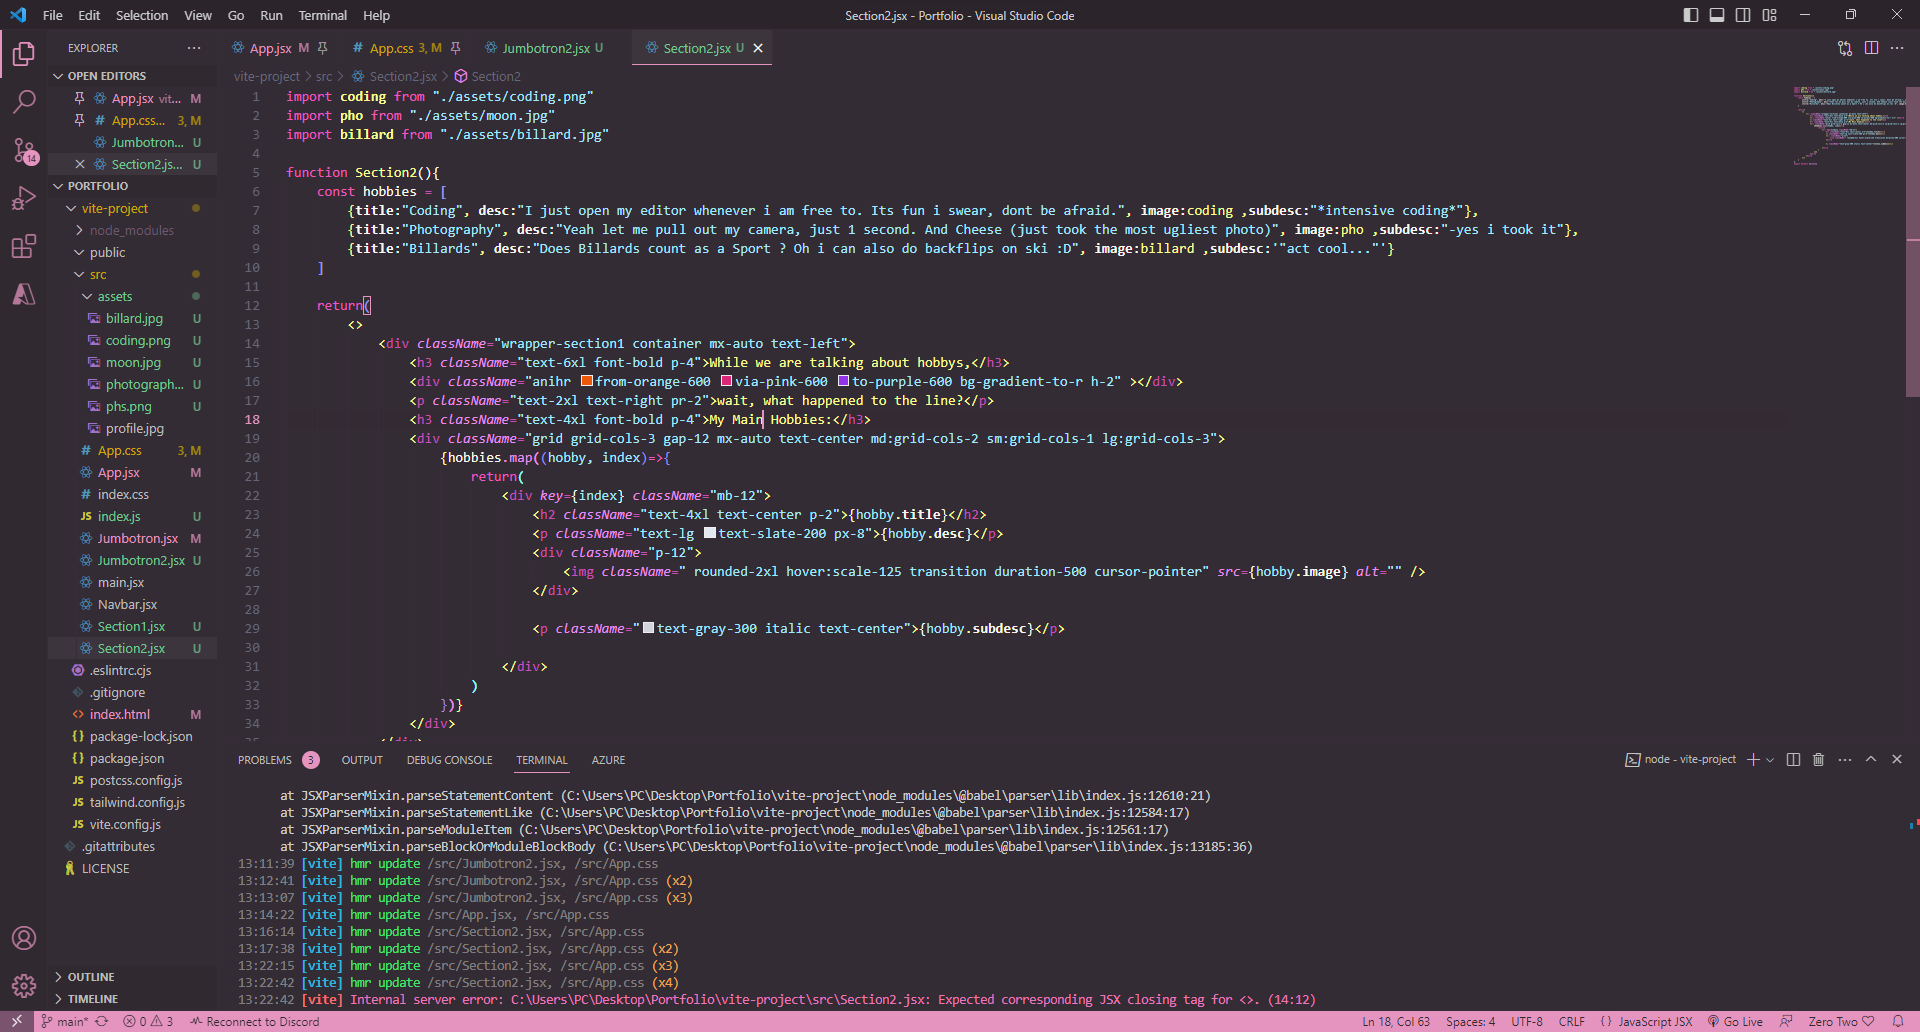 File Edit Selection View Go Run Terminal Help
Section2.jsx - Portfolio - Visual Studio Code
EXPLORER
OPEN EDITORS
App.jsx vit... M
App.css... 3, M
Jumbotron... U
Section2.js... U
PORTFOLIO
vite-project
node_modules
public
src
assets
billard.jpg U
coding.png U
moon.jpg U
photograph... U
phs.png U
profile.jpg
App.css 3, M
App.jsx M
index.css
index.js U
Jumbotron.jsx M
Jumbotron2.jsx U
main.jsx
Navbar.jsx
Section1.jsx U
Section2.jsx U
.eslintrc.cjs
.gitignore
index.html M
package-lock.json
package.json
postcss.config.js
tailwind.config.js
vite.config.js
.gitattributes
LICENSE
OUTLINE
TIMELINE
14
App.jsx M App.css 3, M Jumbotron2.jsx U Section2.jsx U
vite-project > src > Section2.jsx > Section2
1 import coding from "./assets/coding.png"
2 import pho from "./assets/moon.jpg"
3 import billard from "./assets/billard.jpg"
4
5 function Section2(){
6 const hobbies = [
7 {title:"Coding", desc:"I just open my editor whenever i am free to. Its fun i swear, dont be afraid.", image:coding ,subdesc:"*intensive coding*"},
8 {title:"Photography", desc:"Yeah let me pull out my camera, just 1 second. And Cheese (just took the most ugliest photo)", image:pho ,subdesc:"-yes i took it"},
9 {title:"Billards", desc:"Does Billards count as a Sport ? Oh i can also do backflips on ski :D", image:billard ,subdesc:'"act cool..."'}
10 ]
11
12 return(
13 <>
14 <div className="wrapper-section1 container mx-auto text-left">
15 <h3 className="text-6xl font-bold p-4">While we are talking about hobbys,</h3>
16 <div className="anihr from-orange-600 via-pink-600 to-purple-600 bg-gradient-to-r h-2" ></div>
17 <p className="text-2xl text-right pr-2">wait, what happened to the line?</p>
18 <h3 className="text-4xl font-bold p-4">My Main Hobbies:</h3>
19 <div className="grid grid-cols-3 gap-12 mx-auto text-center md:grid-cols-2 sm:grid-cols-1 lg:grid-cols-3">
20 {hobbies.map((hobby, index)=>{
21 return(
22 <div key={index} className="mb-12">
23 <h2 className="text-4xl text-center p-2">{hobby.title}</h2>
24 <p className="text-lg text-slate-200 px-8">{hobby.desc}</p>
25 <div className="p-12">
26 <img className=" rounded-2xl hover:scale-125 transition duration-500 cursor-pointer" src={hobby.image} alt="" />
27 </div>
28
29 <p className=" text-gray-300 italic text-center">{hobby.subdesc}</p>
30
31 </div>
32 )
33 })}
34 </div>
35 </div>
PROBLEMS 3 OUTPUT DEBUG CONSOLE TERMINAL AZURE
node - vite-project
at JSXParserMixin.parseStatementContent (C:\Users\PC\Desktop\Portfolio\vite-project\node_modules\@babel\parser\lib\index.js:12610:21)
at JSXParserMixin.parseStatementLike (C:\Users\PC\Desktop\Portfolio\vite-project\node_modules\@babel\parser\lib\index.js:12584:17)
at JSXParserMixin.parseModuleItem (C:\Users\PC\Desktop\Portfolio\vite-project\node_modules\@babel\parser\lib\index.js:12561:17)
at JSXParserMixin.parseBlockOrModuleBlockBody (C:\Users\PC\Desktop\Portfolio\vite-project\node_modules\@babel\parser\lib\index.js:13185:36)
13:11:39 [vite] hmr update /src/Jumbotron2.jsx, /src/App.css
13:12:41 [vite] hmr update /src/Jumbotron2.jsx, /src/App.css (x2)
13:13:07 [vite] hmr update /src/Jumbotron2.jsx, /src/App.css (x3)
13:14:22 [vite] hmr update /src/App.jsx, /src/App.css
13:16:14 [vite] hmr update /src/Section2.jsx, /src/App.css
13:17:38 [vite] hmr update /src/Section2.jsx, /src/App.css (x2)
13:22:15 [vite] hmr update /src/Section2.jsx, /src/App.css (x3)
13:22:42 [vite] hmr update /src/Section2.jsx, /src/App.css (x4)
13:22:42 [vite] Internal server error: C:\Users\PC\Desktop\Portfolio\vite-project\src\Section2.jsx: Expected corresponding JSX closing tag for <>. (14:12)
main* 0 3 Reconnect to Discord
Ln 18, Col 63 Spaces: 4 UTF-8 CRLF JavaScript JSX Go Live Zero Two